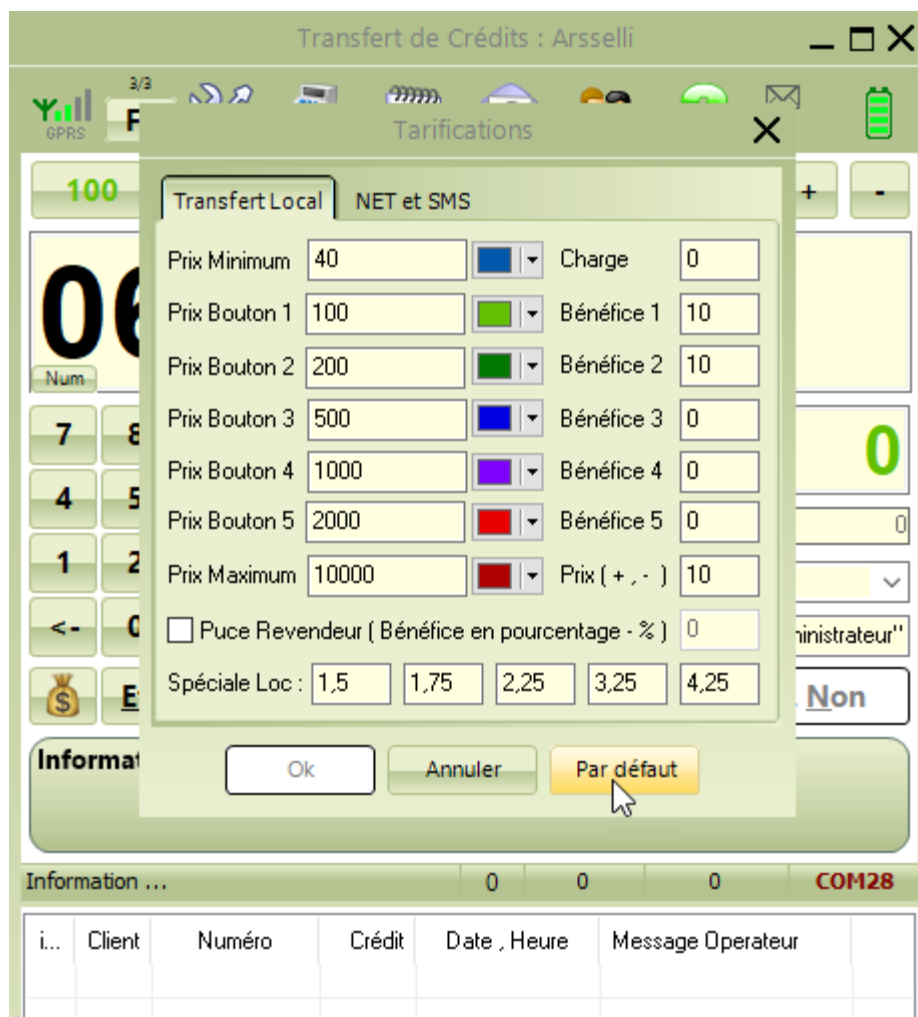 Transfert de Crédits : Arsselli
3/3
GPRS
Tarifications
100
+ -
Transfert Local NET et SMS
Prix Minimum 40 Charge 0
06
Prix Bouton 1 100 Bénéfice 1 10
Prix Bouton 2 200 Bénéfice 2 10
Num
Prix Bouton 3 500 Bénéfice 3 0
7 8 0
Prix Bouton 4 1000 Bénéfice 4 0
4 5
Prix Bouton 5 2000 Bénéfice 5 0
0
1 2
Prix Maximum 10000 Prix ( + , - ) 10
<- 0
Puce Revendeur ( Bénéfice en pourcentage - % ) 0
Spéciale Loc : 1,5 1,75 2,25 3,25 4,25
Non
Ok Annuler Par défaut
Information ... 0 0 0 COM28
i... Client Numéro Crédit Date , Heure Message Operateur